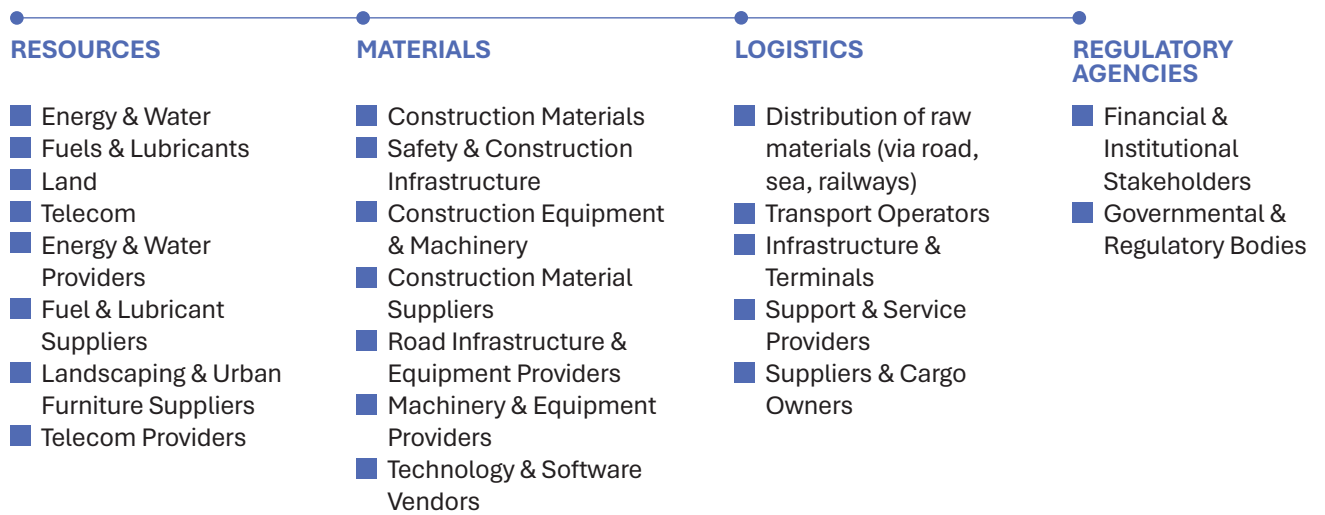 RESOURCES
Energy & Water
Fuels & Lubricants
Land
Telecom
Energy & Water
Providers
Fuel & Lubricant
Suppliers
Landscaping & Urban
Furniture Suppliers
Telecom Providers
MATERIALS
Construction Materials
Safety & Construction
Infrastructure
Construction Equipment
& Machinery
Construction Material
Suppliers
Road Infrastructure &
Equipment Providers
Machinery & Equipment
Providers
Technology & Software
Vendors
LOGISTICS
Distribution of raw
materials (via road,
sea, railways)
Transport Operators
Infrastructure &
Terminals
Support & Service
Providers
Suppliers & Cargo
Owners
REGULATORY
AGENCIES
Financial &
Institutional
Stakeholders
Governmental &
Regulatory Bodies